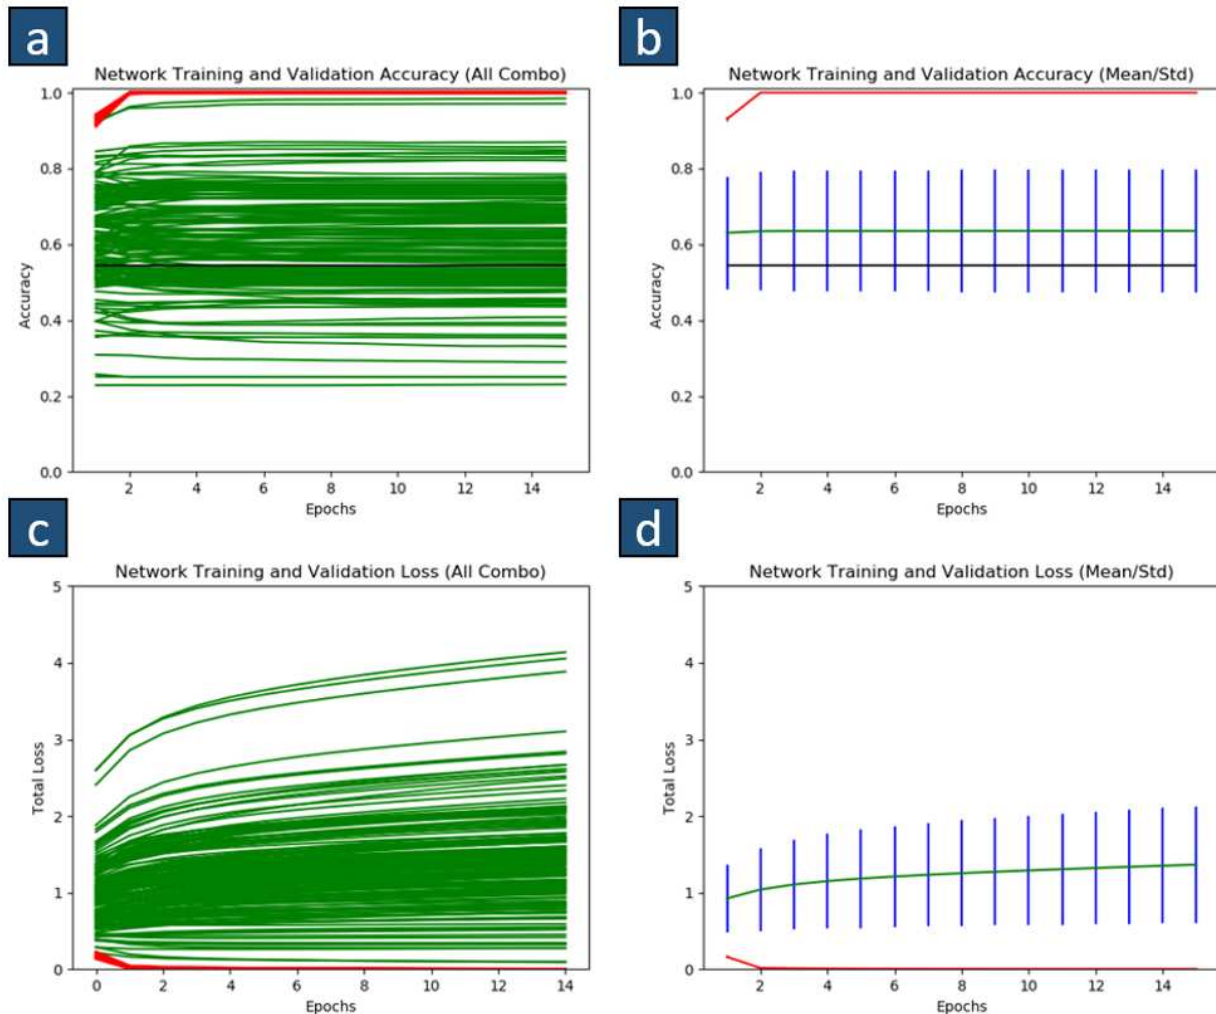 a
Network Training and Validation Accuracy (All Combo)
1.0
0.8
0.6
0.4
0.2
0.0
Accuracy
2 4 6 8 10 12 14
Epochs
b
Network Training and Validation Accuracy (Mean/Std)
1.0
0.8
0.6
0.4
0.2
0.0
Accuracy
2 4 6 8 10 12 14
Epochs
c
Network Training and Validation Loss (All Combo)
5
4
3
2
1
0
Total Loss
0 2 4 6 8 10 12 14
Epochs
d
Network Training and Validation Loss (Mean/Std)
5
4
3
2
1
0
Total Loss
2 4 6 8 10 12 14
Epochs